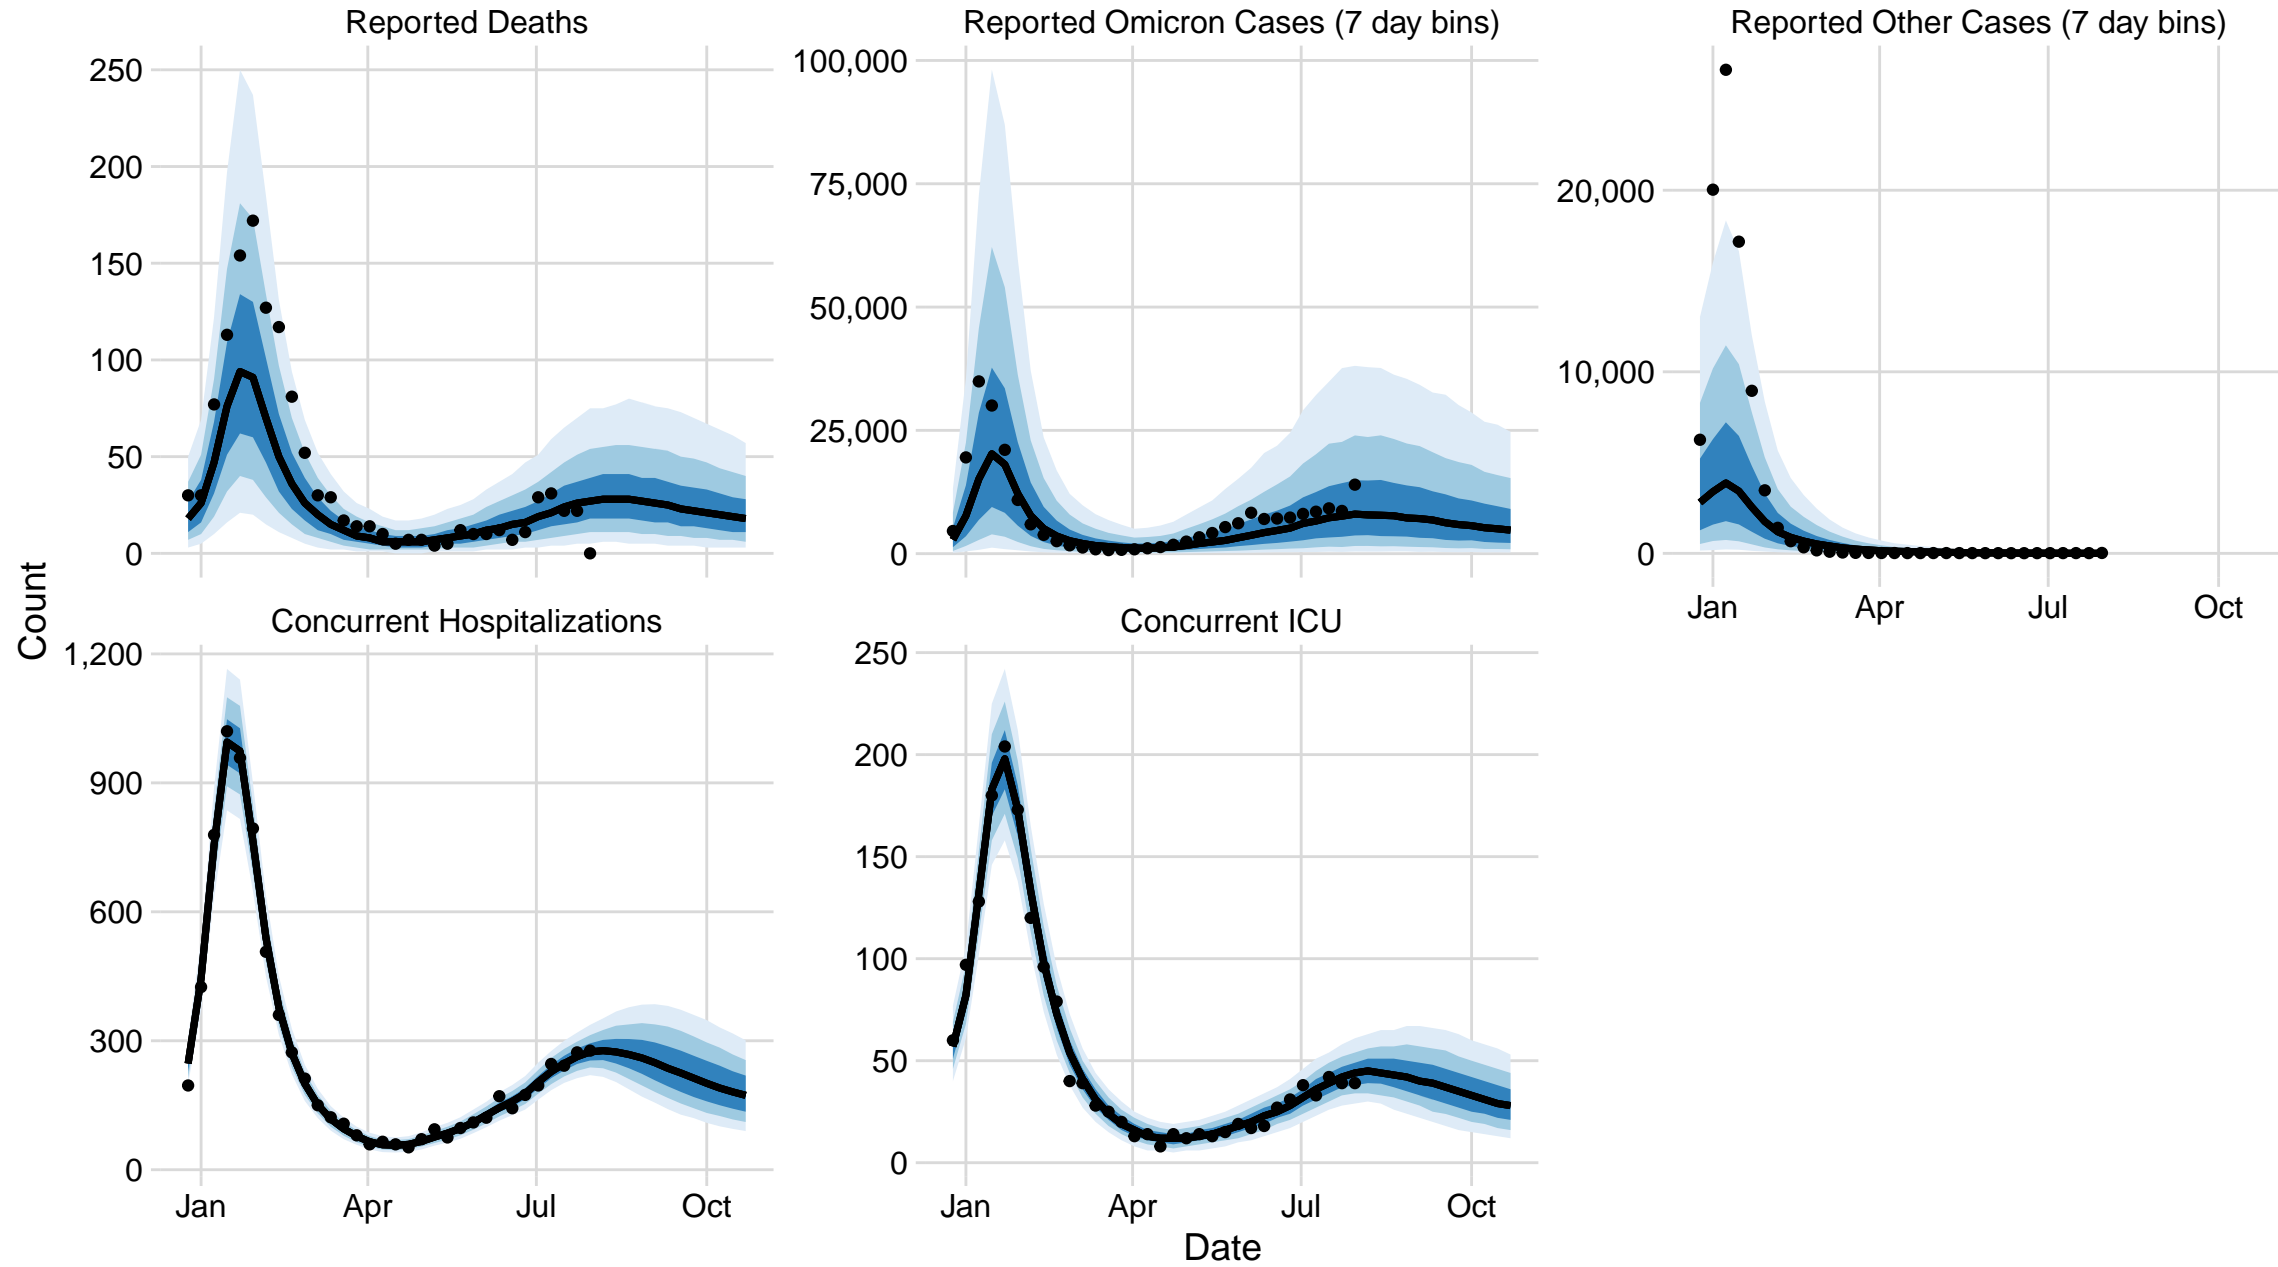 Reported Deaths
250
200
150
100
50
0
Reported Omicron Cases (7 day bins)
100,000
75,000
50,000
25,000
0
Reported Other Cases (7 day bins)
20,000
10,000
0
Jan Apr Jul Oct
Count
Concurrent Hospitalizations
1,200
900
600
300
0
Jan Apr Jul Oct
Concurrent ICU
250
200
150
100
50
0
Jan Apr Jul Oct
Date